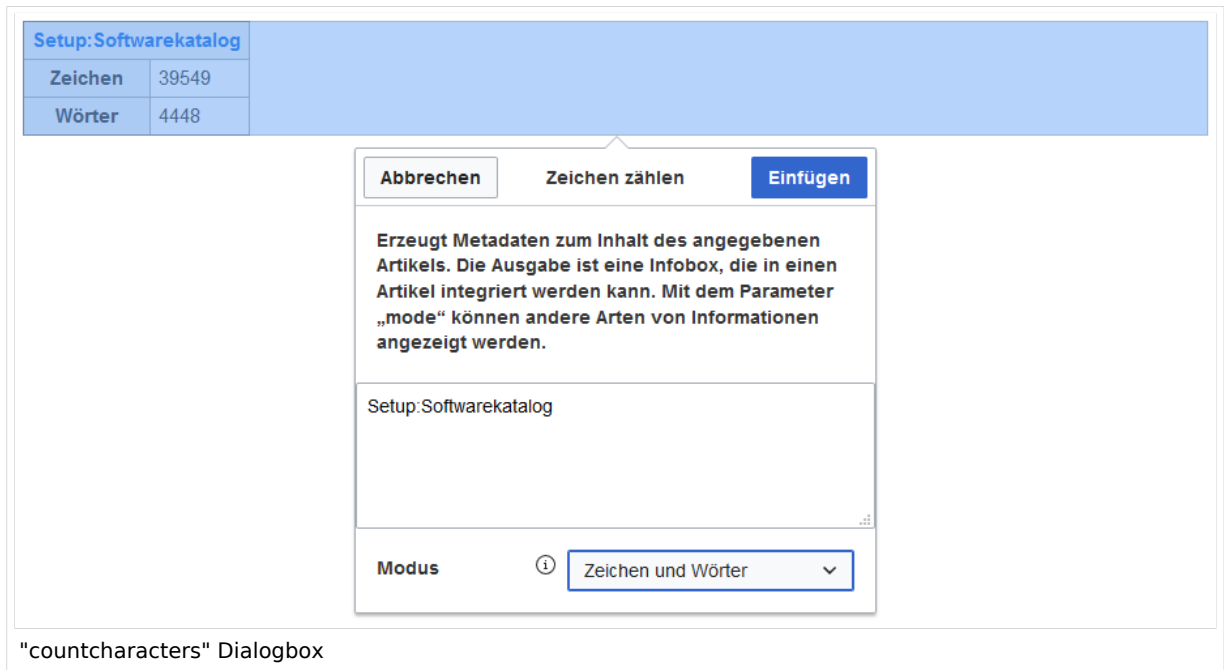 Setup:Softwarekatalog
Zeichen 39549
Wörter 4448
Abbrechen Zeichen zählen Einfügen
Erzeugt Metadaten zum Inhalt des angegebenen
Artikels. Die Ausgabe ist eine Infobox, die in einen
Artikel integriert werden kann. Mit dem Parameter
„mode“ können andere Arten von Informationen
angezeigt werden.
Setup:Softwarekatalog
Modus Zeichen und Wörter
"countcharacters" Dialogbox